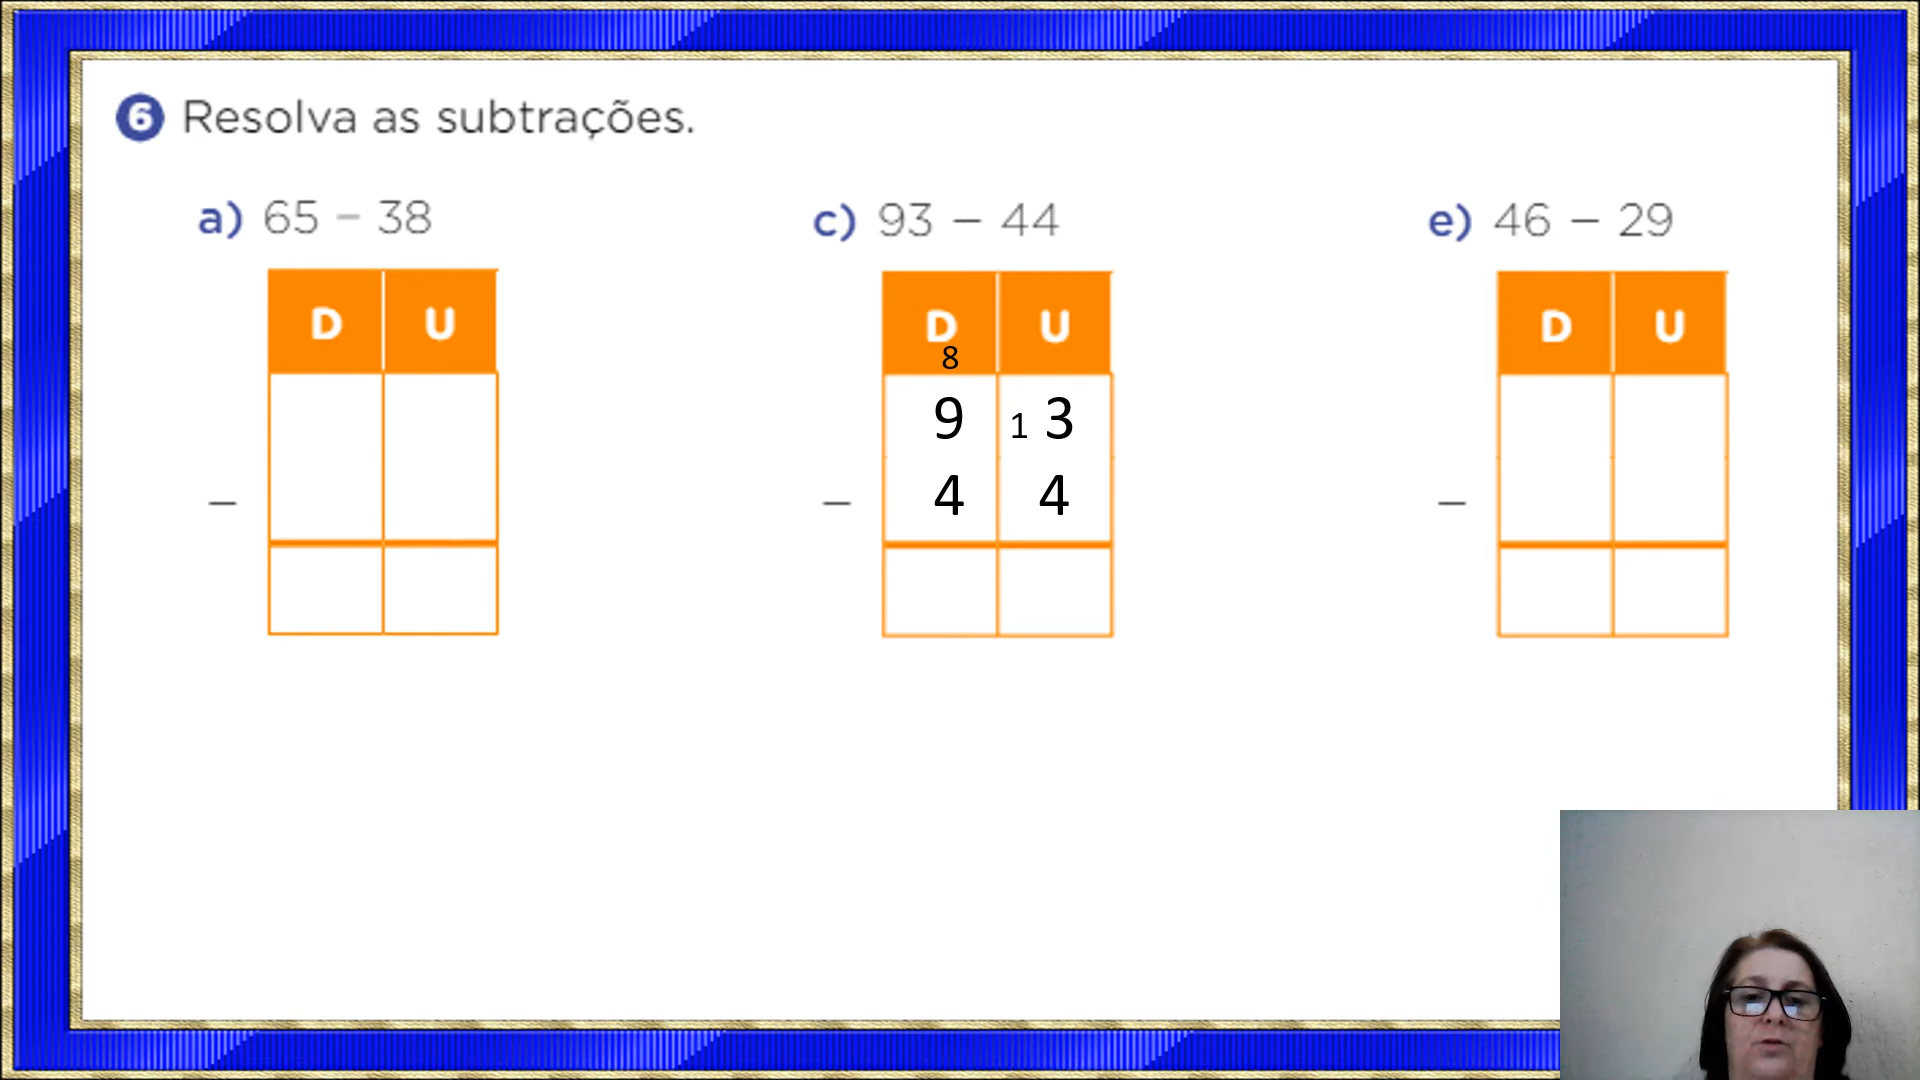 6 Resolva as subtrações.
a) 65 – 38
c) 93 – 44
e) 46 – 29
D U
D U
D U
8
9 1 3
– 4 4
–
–